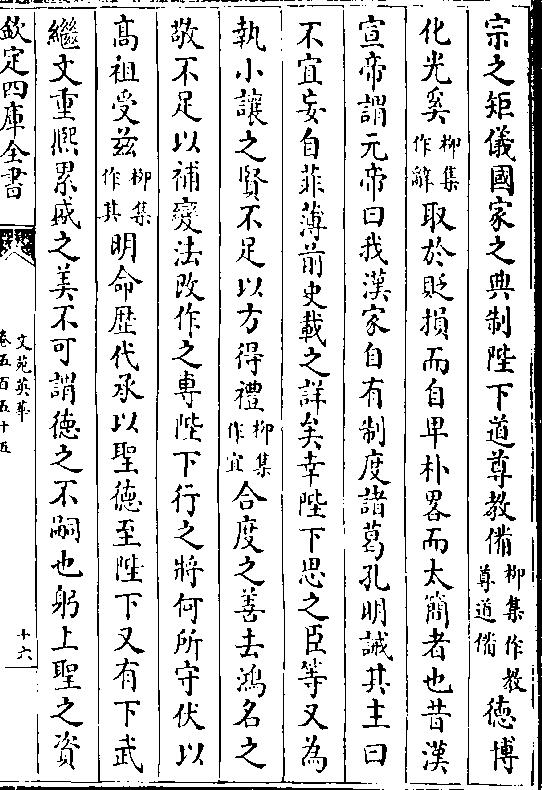 宗之矩儀國家之典制陛下道尊教備柳集作教尊道備德博
化光奚柳集作辭取於貶損而自卑朴畧而太簡者也昔漢
宣帝謂元帝曰我漢家自有制度諸葛孔明誡其主曰
不宜妄自菲薄前史載之詳矣幸陛下思之臣等又為
執小讓之賢不足以方得禮柳集作宜合度之善去鴻名之
敬不足以補變法改作之專陛下行之將何所守伏以
髙祖受兹柳集作其明命歴代承以聖德至陛下又有下武
繼文重熈累盛之美不可謂德之不嗣也躬上聖之資
欽定四庫全書
文苑英華
卷五百五十五
十六